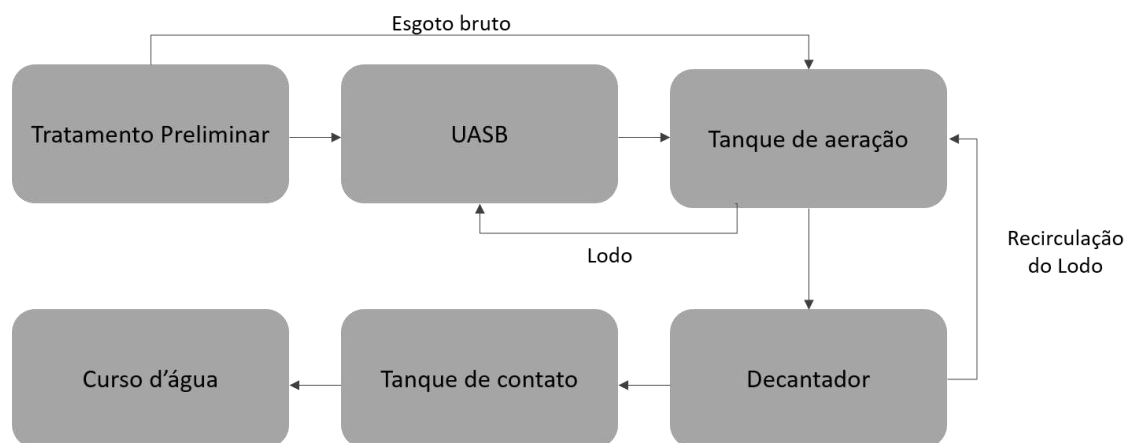 Esgoto bruto
Tratamento Preliminar
UASB
Tanque de aeração
Lodo
Recirculação
do Lodo
Curso d'água
Tanque de contato
Decantador